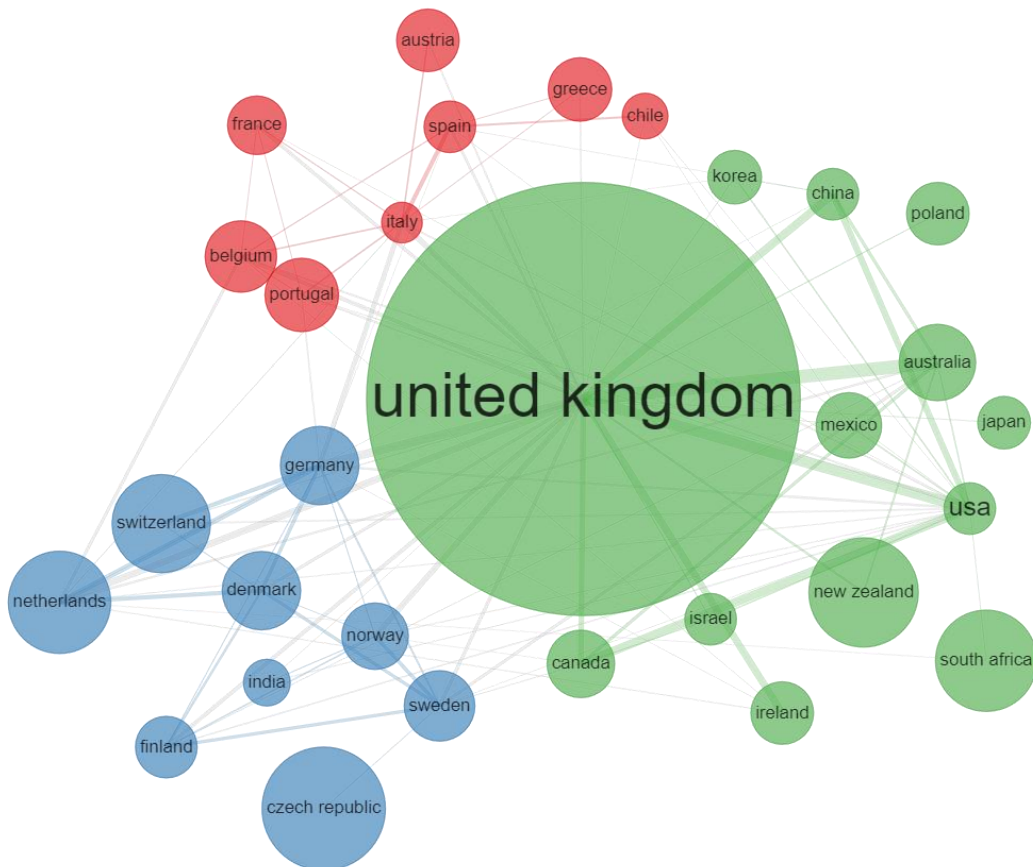 austria
greece
chile
france
spain
korea
china
poland
italy
belgium
portugal
united kingdom
australia
mexico
japan
germany
usa
switzerland
netherlands
denmark
new zealand
israel
norway
south africa
canada
india
sweden
ireland
finland
czech republic